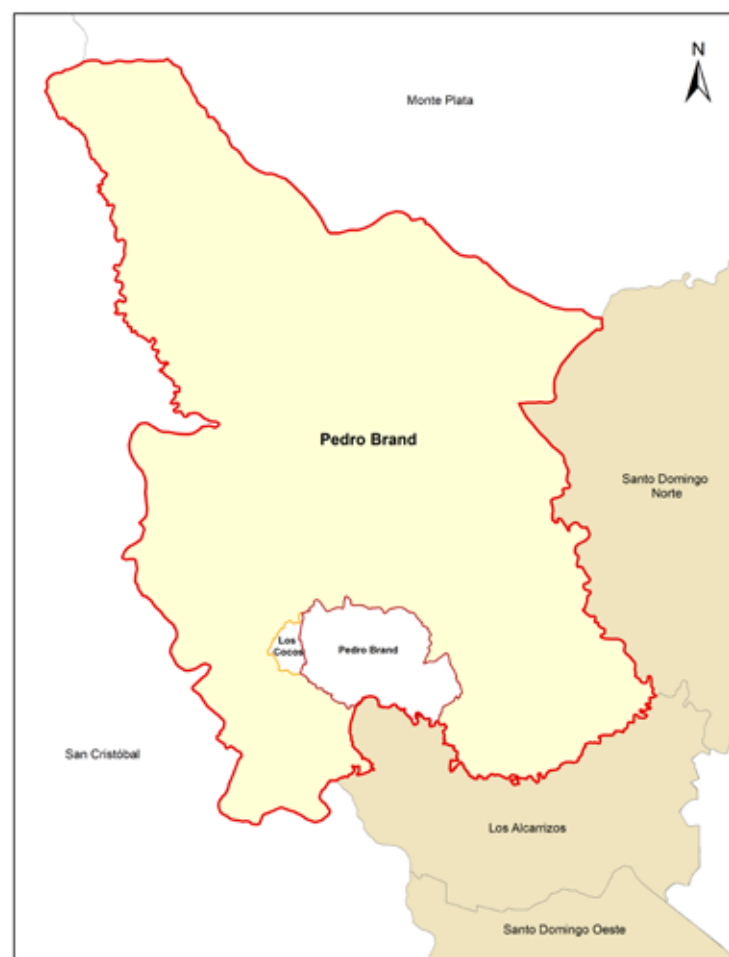 N
Monte Plata
Pedro Brand
Santo Domingo
Norte
Los
Cocos
Pedro Brand
San Cristóbal
Los Alcarrizos
Santo Domingo Oeste